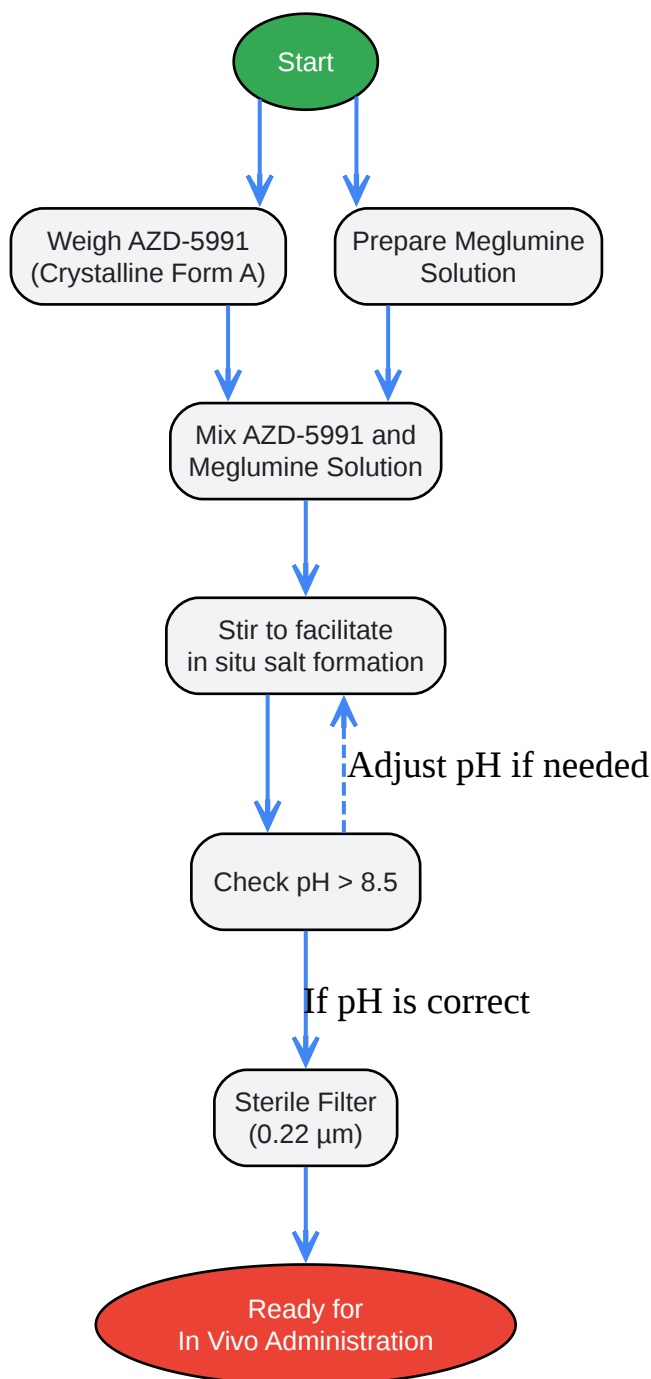 Start
Weigh AZD-5991
(Crystalline Form A)
Prepare Meglumine
Solution
Mix AZD-5991 and
Meglumine Solution
Stir to facilitate
in situ salt formation
Adjust pH if needed
Check pH > 8.5
If pH is correct
Sterile Filter
(0.22 µm)
Ready for
In Vivo Administration